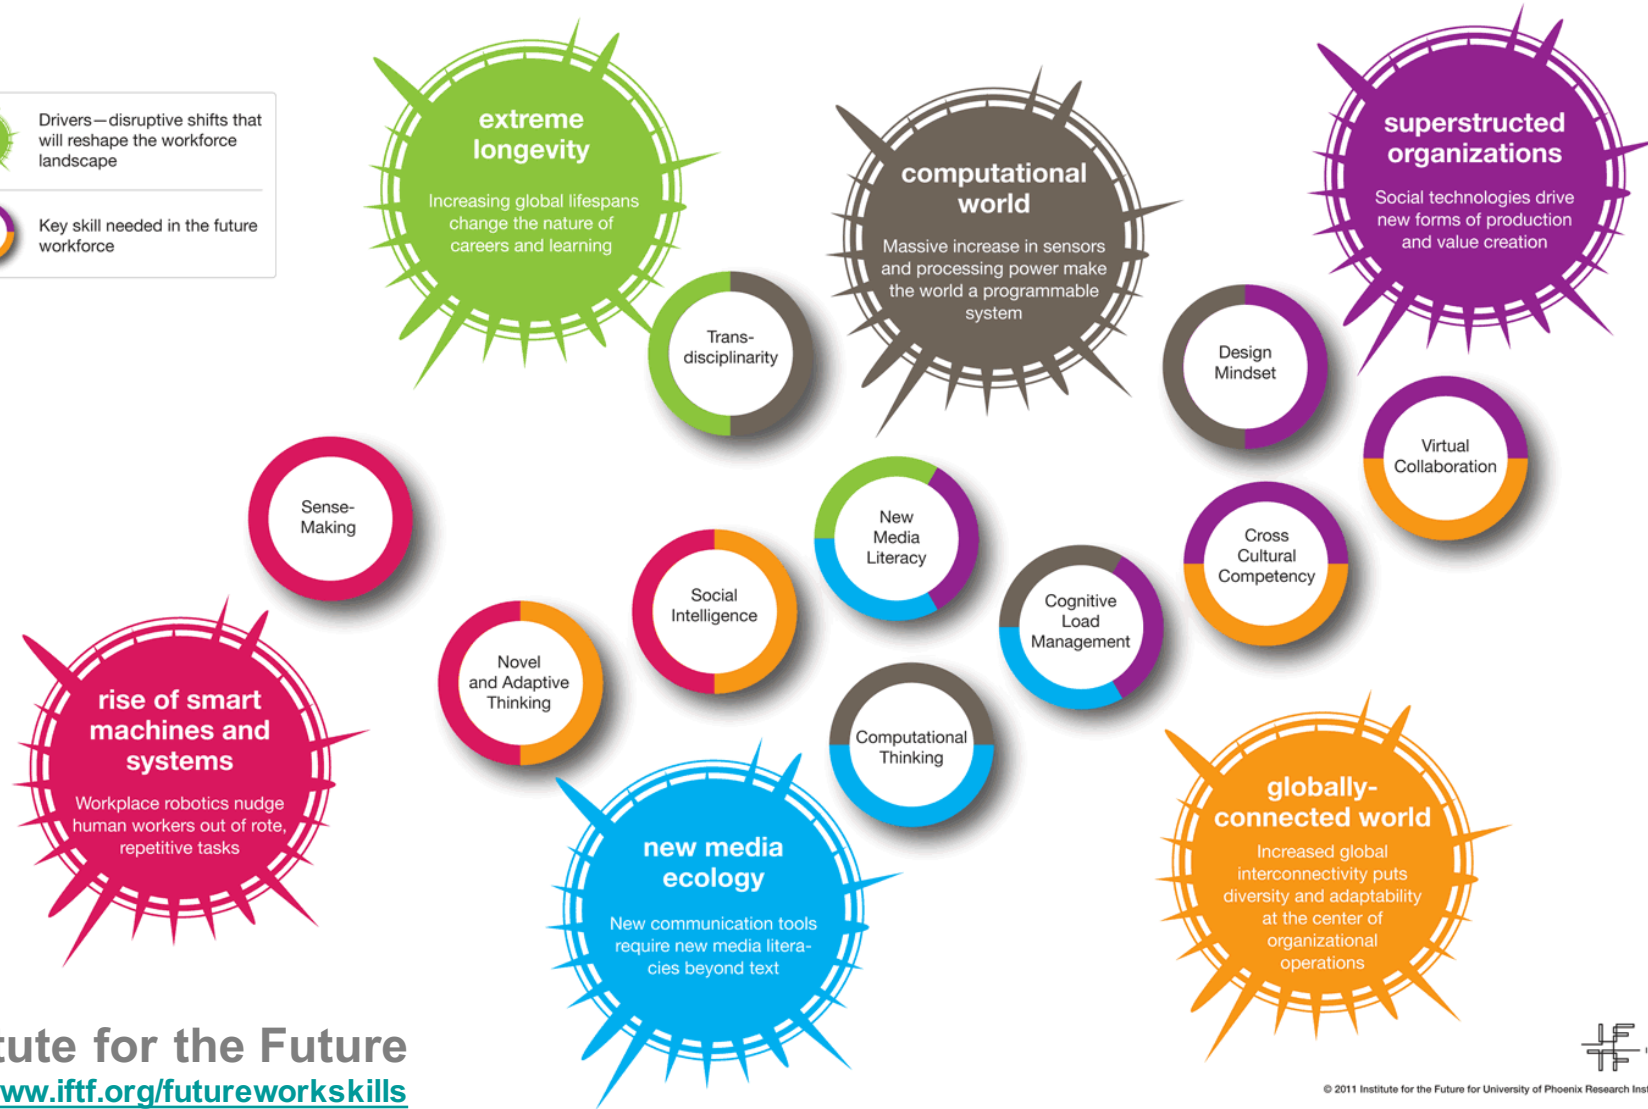 Drivers—disruptive shifts that
will reshape the workforce
landscape
Key skill needed in the future
workforce
extreme
longevity
Increasing global lifespans
change the nature of
careers and learning
computational
world
Massive increase in sensors
and processing power make
the world a programmable
system
superstructed
organizations
Social technologies drive
new forms of production
and value creation
Trans-
disciplinarity
Design
Mindset
Virtual
Collaboration
Sense-
Making
New
Media
Literacy
Cross
Cultural
Competency
Social
Intelligence
Cognitive
Load
Management
Novel
and Adaptive
Thinking
Computational
Thinking
rise of smart
machines and
systems
Workplace robotics nudge
human workers out of rote,
repetitive tasks
new media
ecology
New communication tools
require new media litera-
cies beyond text
globally-
connected world
Increased global
interconnectivity puts
diversity and adaptability
at the center of
organizational
operations
tute for the Future
ww.iftf.org/futureworkskills
IFTF
© 2011 Institute for the Future for University of Phoenix Research Inst